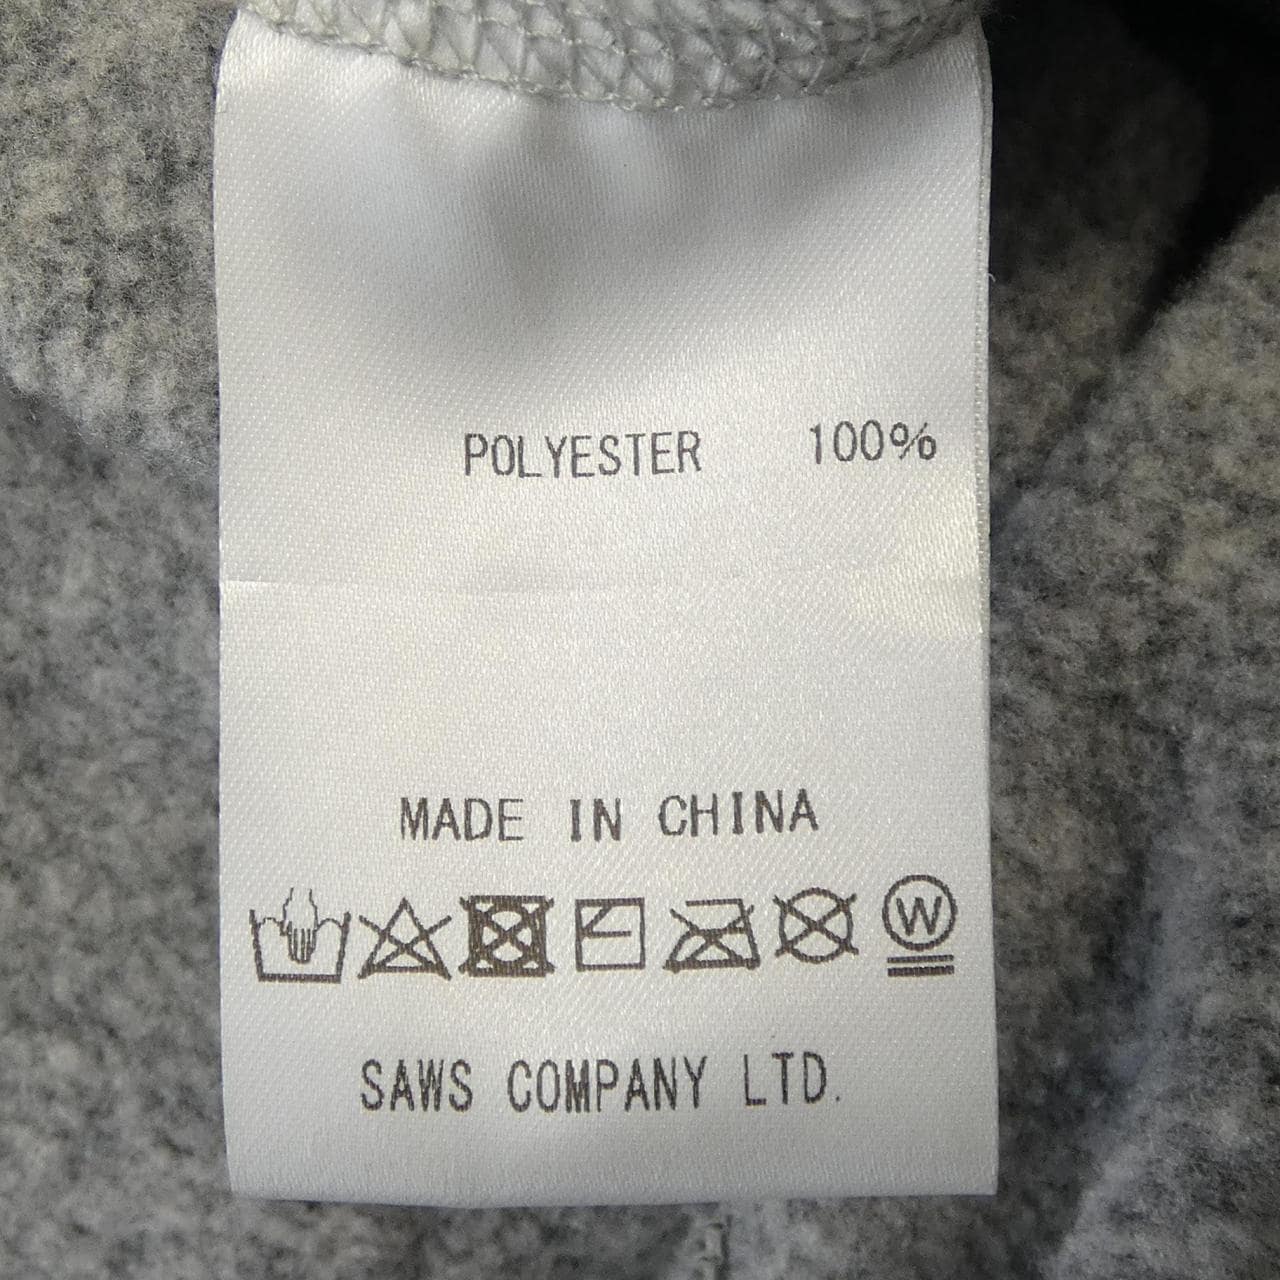 POLYESTER 100%
MADE IN CHINA
W
SAWS COMPANY LTD.